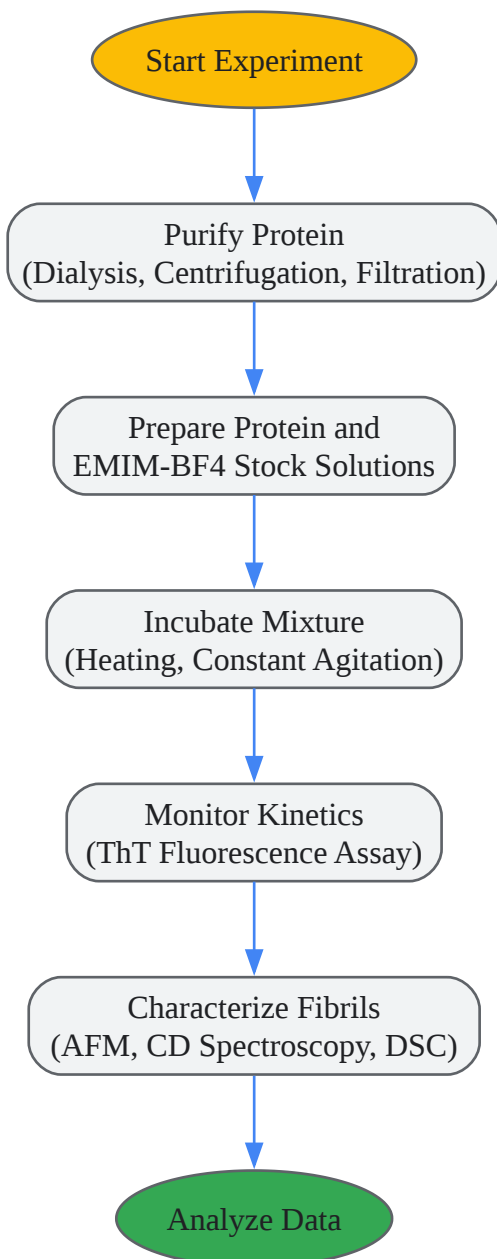 Start Experiment
Purify Protein
(Dialysis, Centrifugation, Filtration)
Prepare Protein and
EMIM-BF4 Stock Solutions
Incubate Mixture
(Heating, Constant Agitation)
Monitor Kinetics
(ThT Fluorescence Assay)
Characterize Fibrils
(AFM, CD Spectroscopy, DSC)
Analyze Data